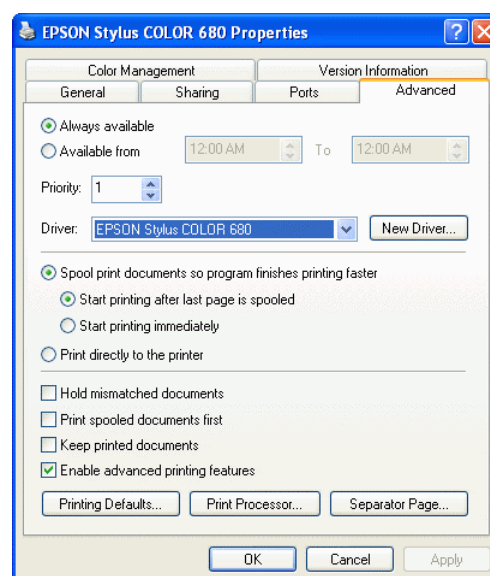 EPSON Stylus COLOR 680 Properties
Color Management Version Information
General Sharing Ports Advanced
Always available
Available from 12:00 AM To 12:00 AM
Priority: 1
Driver: EPSON Stylus COLOR 680 New Driver...
Spool print documents so program finishes printing faster
Start printing after last page is spooled
Start printing immediately
Print directly to the printer
Hold mismatched documents
Print spooled documents first
Keep printed documents
Enable advanced printing features
Printing Defaults... Print Processor... Separator Page...
OK Cancel Apply